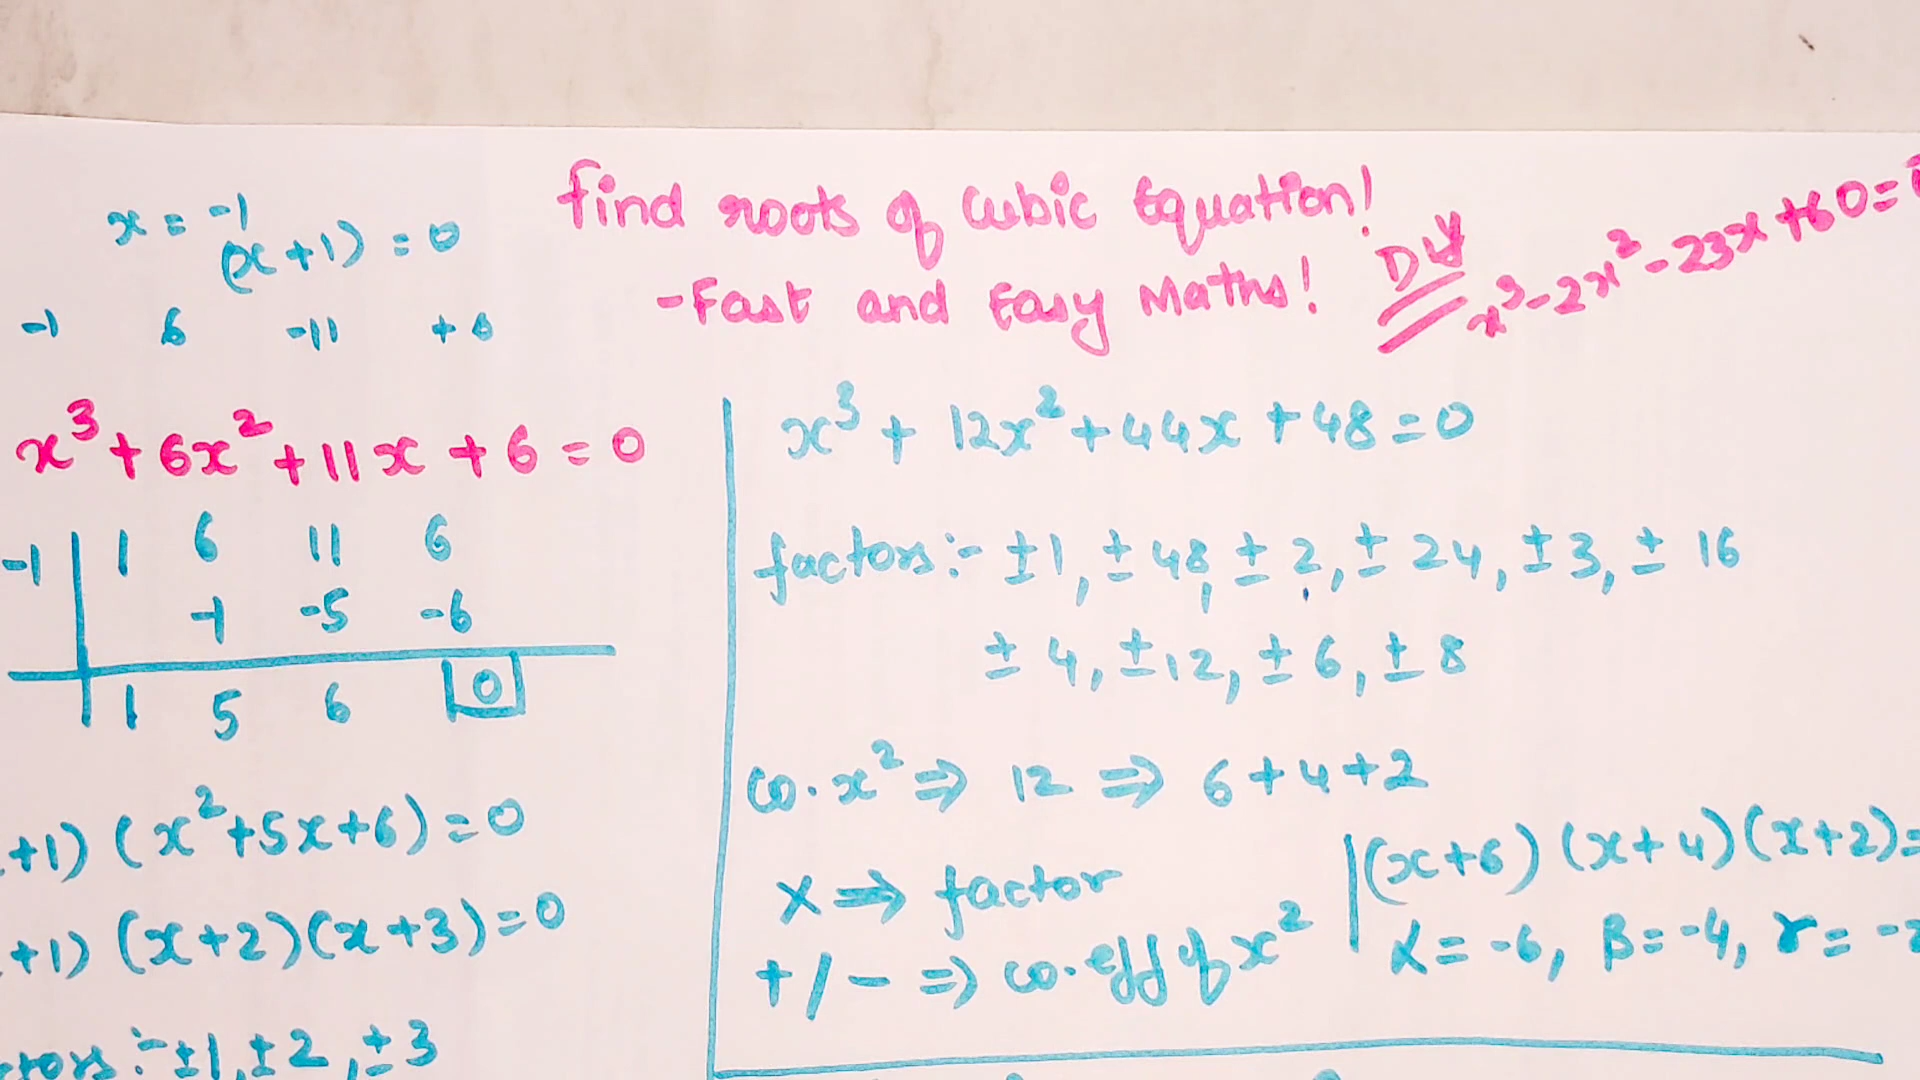 Find roots of Cubic Equation!
-Fast and Easy Maths!
DIY
x³-2x²-23x+60=0
x=-1
(x+1)=0
-1 6 -11 +6
x³+6x²+11x+6=0
-1 | 1 6 11 6
-1 -5 -6
1 5 6 0
+1) (x²+5x+6)=0
+1) (x+2)(x+3)=0
ctors:- ±1,±2,±3
x³+12x²+44x+48=0
factors:- ±1,±48,±2,±24,±3,±16
±4,±12,±6,±8
co.x²⇒ 12 ⇒ 6+4+2
x⇒ factor
+/- ⇒ co.eff of x²
(x+6)(x+4)(x+2)=
α=-6, β=-4, γ=-2